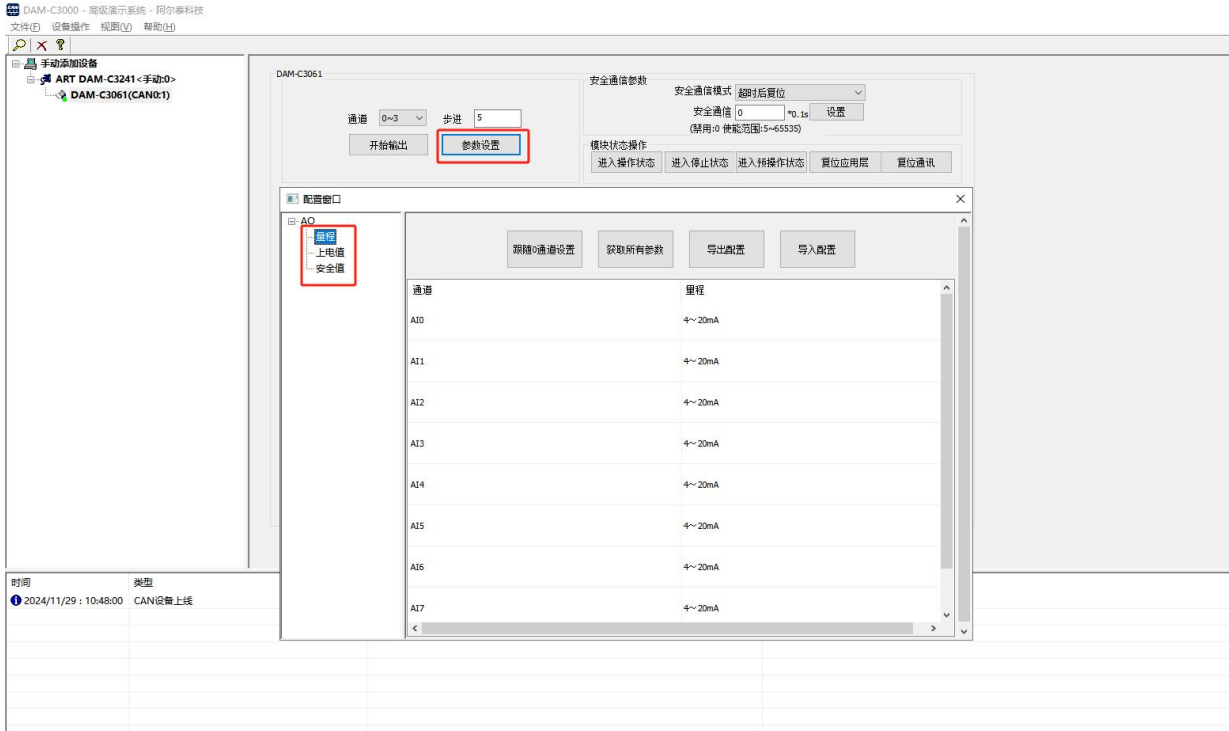 DAM-C3000 - 高级演示系统 - 阿尔泰科技
文件(F) 设备操作 视图(V) 帮助(H)
手动添加设备
ART DAM-C3241<手动:0>
DAM-C3061(CAN0:1)
DAM-C3061
通道 0~3 步进 5
开始输出 参数设置
安全通信参数
安全通信模式 超时后复位
安全通信 0 *0.1s 设置
(禁用:0 使能范围:5~65535)
模块状态操作
进入操作状态 进入停止状态 进入预操作状态 复位应用层 复位通讯
配置窗口
AO
量程
上电值
安全值
跟随0通道设置 获取所有参数 导出配置 导入配置
通道 量程
AI0 4~20mA
AI1 4~20mA
AI2 4~20mA
AI3 4~20mA
AI4 4~20mA
AI5 4~20mA
AI6 4~20mA
AI7 4~20mA
时间 类型
2024/11/29 : 10:48:00 CAN设备上线